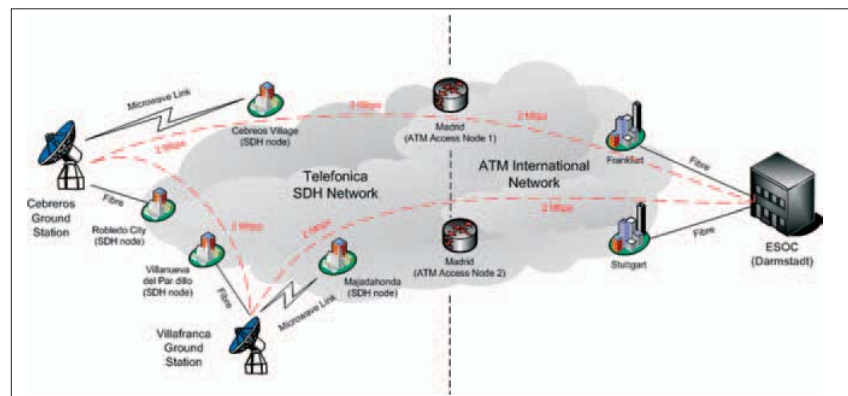 Microwave Link
Cebreos Village
(SDH node)
2 Mbps
2 Mbps
Madrid
(ATM Access Node 1)
2 Mbps
Frankfurt
Fibre
Telefonica
SDH Network
ATM International
Network
Cebreros
Ground
Station
Fibre
Robledo City
(SDH node)
2 Mbps
2 Mbps
2 Mbps
Villanueva
del Par dillo
(SDH node)
Fibre
Majadahonda
(SDH node)
Microwave Link
Madrid
(ATM Access Node 2)
Stuttgart
Fibre
ESOC
(Darmstadt)
Villafranca
Ground
Station